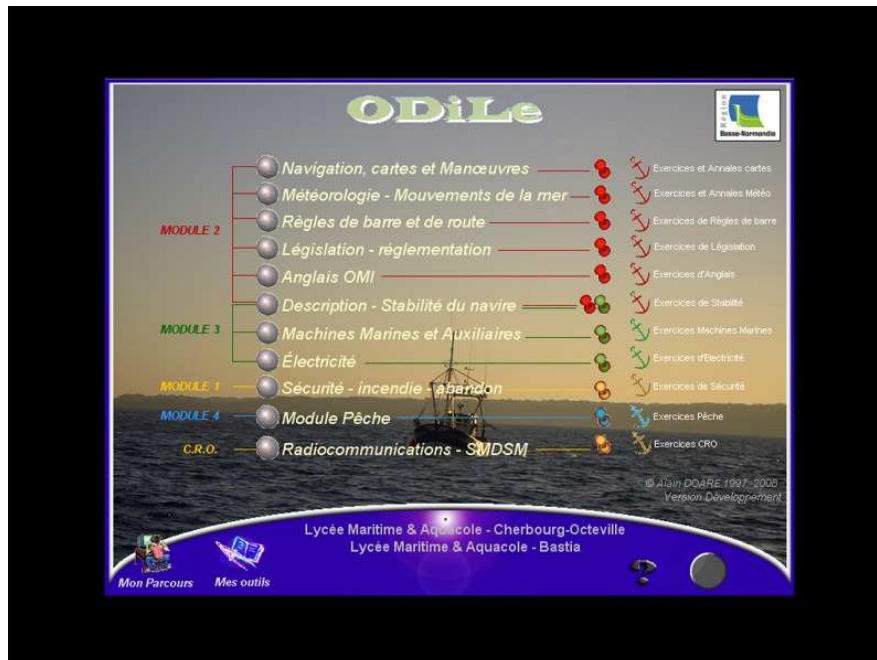 ODiLe
Région
Basse-Normandie
Navigation, cartes et Manœuvres
Exercices et Annales cartes
Météorologie - Mouvements de la mer
Exercices et Annales Météo
Règles de barre et de route
Exercices de Règles de barre
MODULE 2
Législation - réglementation
Exercices de Législation
Anglais OMI
Exercices d'Anglais
Description - Stabilité du navire
Exercices de Stabilité
MODULE 3
Machines Marines et Auxiliaires
Exercices Machines Marines
Électricité
Exercices d'Electricité
MODULE 1
Sécurité - incendie - abandon
Exercices de Sécurité
MODULE 4
Module Pêche
Exercices Pêche
C.R.O.
Radiocommunications - SMDSM
Exercices CRO
© Alain DOARE 1997-2008
Version Développement
Lycée Maritime & Aquacole - Cherbourg-Octeville
Lycée Maritime & Aquacole - Bastia
Mon Parcours
Mes outils
?